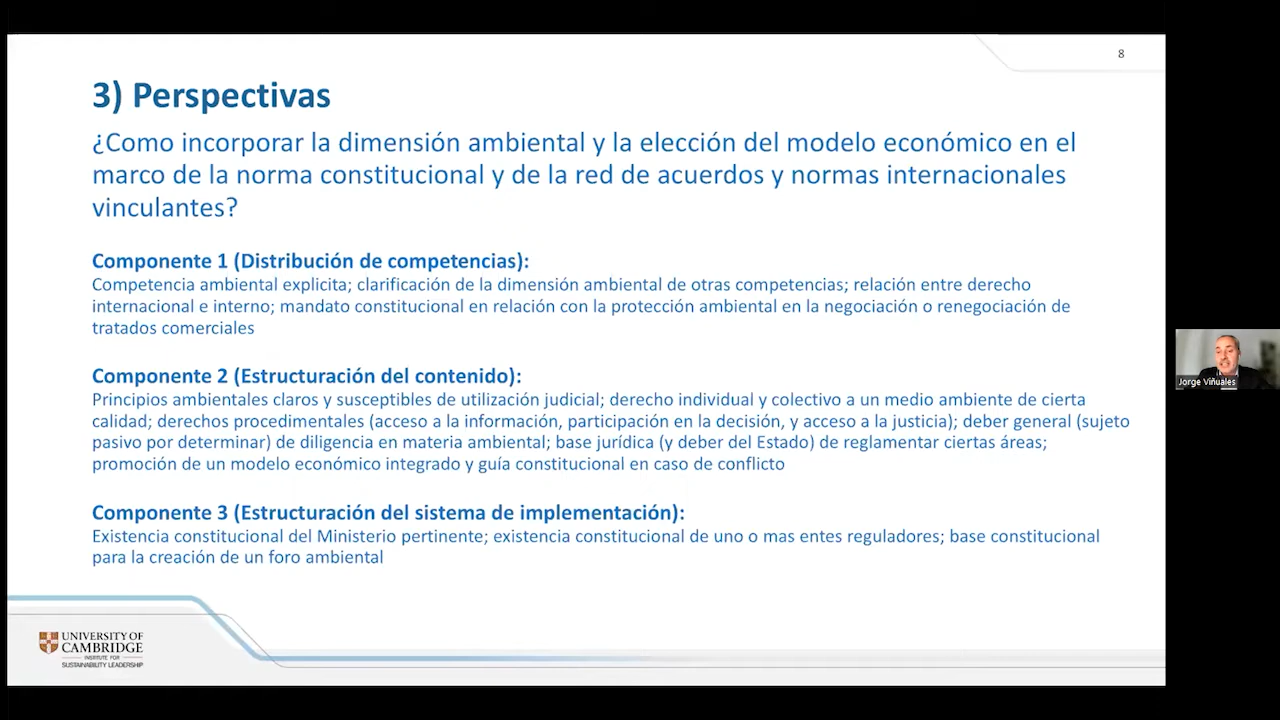 8
3) Perspectivas
¿Como incorporar la dimensión ambiental y la elección del modelo económico en el
marco de la norma constitucional y de la red de acuerdos y normas internacionales
vinculantes?
Componente 1 (Distribución de competencias):
Competencia ambiental explicita; clarificación de la dimensión ambiental de otras competencias; relación entre derecho
internacional e interno; mandato constitucional en relación con la protección ambiental en la negociación o renegociación de
tratados comerciales
Componente 2 (Estructuración del contenido):
Principios ambientales claros y susceptibles de utilización judicial; derecho individual y colectivo a un medio ambiente de cierta
calidad; derechos procedimentales (acceso a la información, participación en la decisión, y acceso a la justicia); deber general (sujeto
pasivo por determinar) de diligencia en materia ambiental; base jurídica (y deber del Estado) de reglamentar ciertas áreas;
promoción de un modelo económico integrado y guía constitucional en caso de conflicto
Componente 3 (Estructuración del sistema de implementación):
Existencia constitucional del Ministerio pertinente; existencia constitucional de uno o mas entes reguladores; base constitucional
para la creación de un foro ambiental
UNIVERSITY OF
CAMBRIDGE
INSTITUTE FOR
SUSTAINABILITY LEADERSHIP
Jorge Viñuales